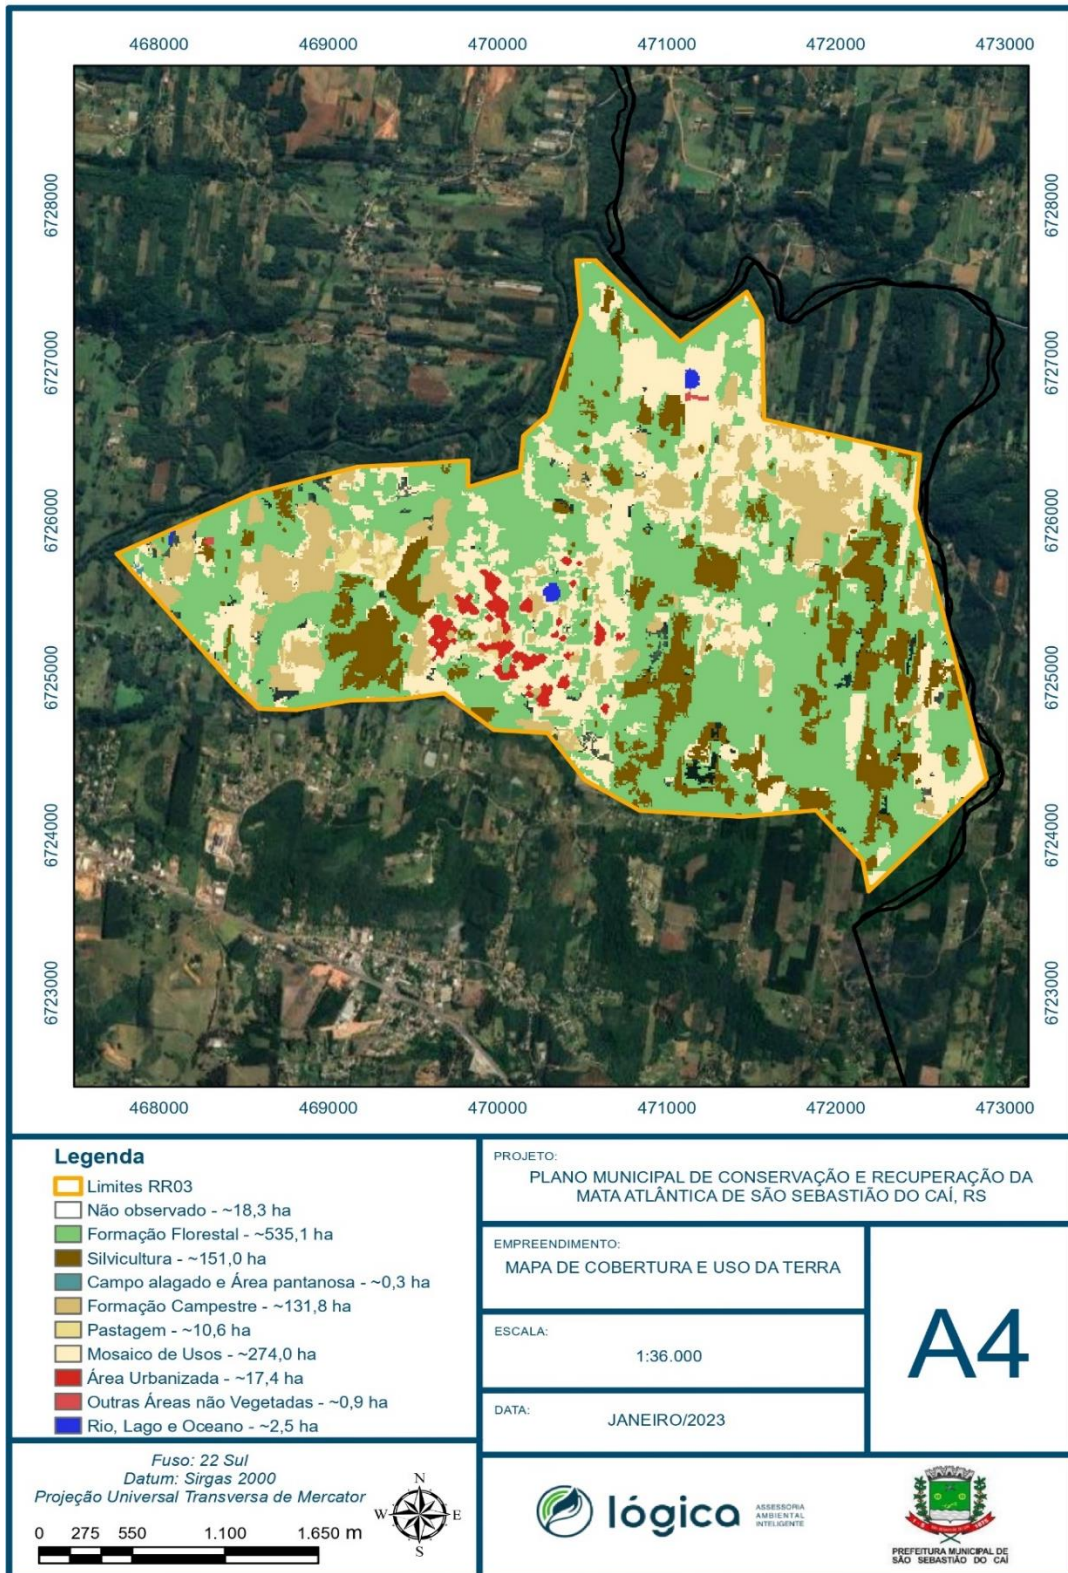 468000 469000 470000 471000 472000 473000
6728000
6728000
6727000
6727000
6726000
6726000
6725000
6725000
6724000
6724000
6723000
6723000
468000 469000 470000 471000 472000 473000
Legenda
Limites RR03
Não observado - ~18,3 ha
Formação Florestal - ~535,1 ha
Silvicultura - ~151,0 ha
Campo alagado e Área pantanosa - ~0,3 ha
Formação Campestre - ~131,8 ha
Pastagem - ~10,6 ha
Mosaico de Usos - ~274,0 ha
Área Urbanizada - ~17,4 ha
Outras Áreas não Vegetadas - ~0,9 ha
Rio, Lago e Oceano - ~2,5 ha
Fuso: 22 Sul
Datum: Sirgas 2000
Projeção Universal Transversa de Mercator
0 275 550 1.100 1.650 m
N
W E
S
PROJETO:
PLANO MUNICIPAL DE CONSERVAÇÃO E RECUPERAÇÃO DA
MATA ATLÂNTICA DE SÃO SEBASTIÃO DO CAÍ, RS
EMPREENDIMENTO:
MAPA DE COBERTURA E USO DA TERRA
ESCALA:
1:36.000
DATA:
JANEIRO/2023
A4
lógica
ASSESSORIA
AMBIENTAL
INTELIGENTE
PREFEITURA MUNICIPAL DE
SÃO SEBASTIÃO DO CAÍ